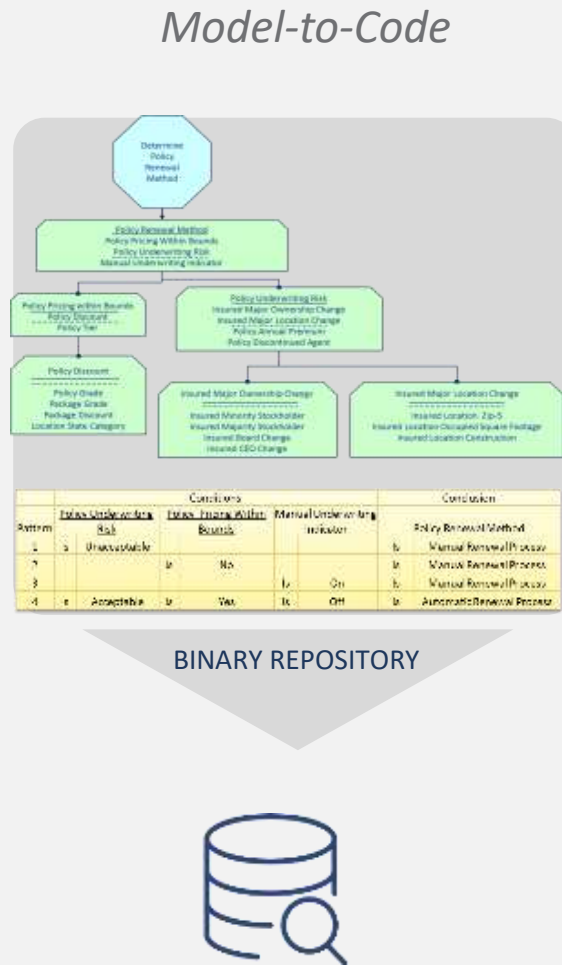 Model-to-Code
Determine
Policy
Renewal
Method
Policy Renewal Method
Policy Pricing Within Bounds
Policy Underwriting Risk
Manual Underwriting Indicator
Policy Pricing within Bounds
Policy Discount
Policy Tier
Policy Underwriting Risk
Insured Major Ownership Change
Insured Major Location Change
Policy Annual Premium
Policy Discontinued Agent
Policy Discount
Policy Grade
Package Grade
Package Discount
Location State Category
Insured Major Ownership Change
Insured Minority Stockholder
Insured Majority Stockholder
Insured Board Change
Insured CEO Change
Insured Major Location Change
Insured Location Zip-5
Insured Location Occupied Square Footage
Insured Location Construction
Conditions Conclusion
Pattern Policy Underwriting Risk Policy Pricing Within Bounds Manual Underwriting Indicator Policy Renewal Method
1 Is Unacceptable Is Manual Renewal Process
2 Is No Is Manual Renewal Process
3 Is On Is Manual Renewal Process
4 Is Acceptable Is Yes Is Off Is Automatic Renewal Process
BINARY REPOSITORY